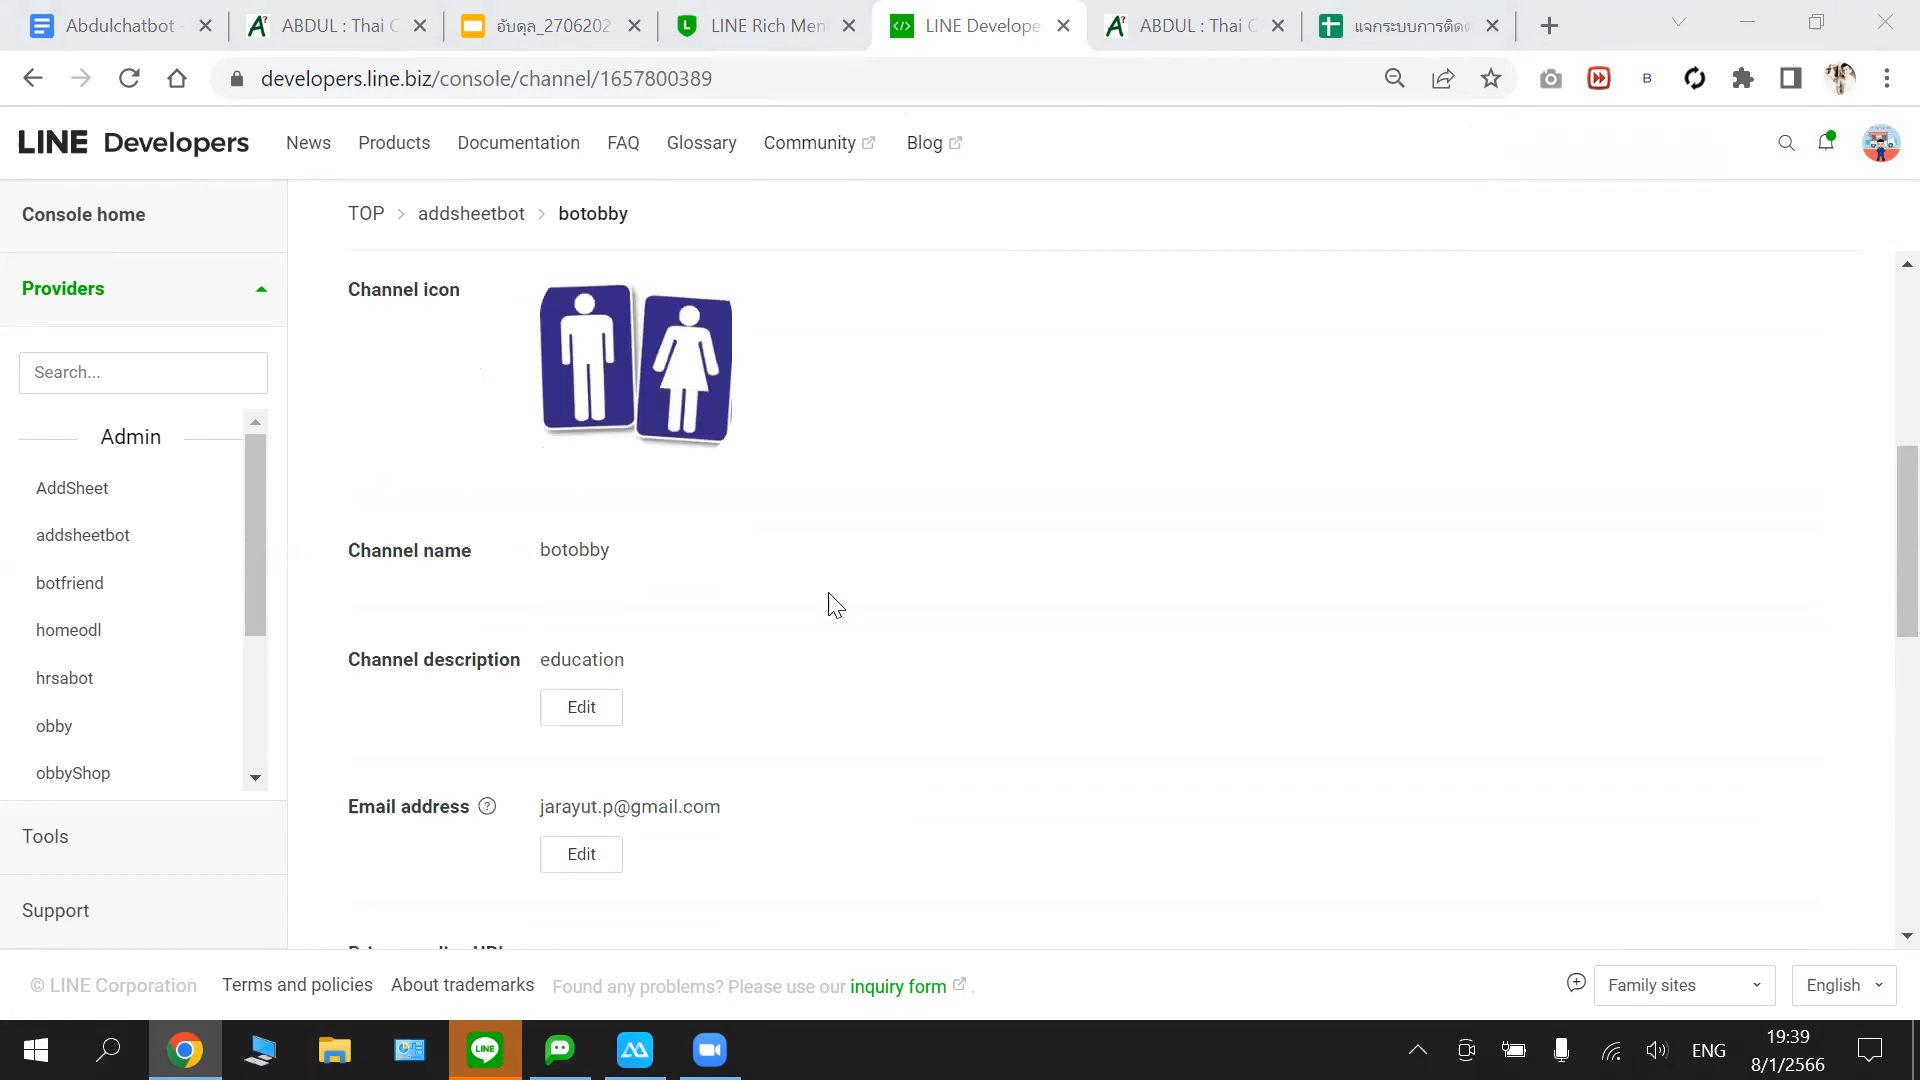 Abdulchatbot -
ABDUL : Thai C
อับดุล_2706202
LINE Rich Men
LINE Develope
ABDUL : Thai C
แจกระบบการติดต
developers.line.biz/console/channel/1657800389
B
LINE Developers
News
Products
Documentation
FAQ
Glossary
Community
Blog
Console home
TOP > addsheetbot > botobby
Providers
Search...
Admin
AddSheet
addsheetbot
botfriend
homeodl
hrsabot
obby
obbyShop
Tools
Support
Channel icon
Channel name
botobby
Channel description
education
Edit
Email address ?
jarayut.p@gmail.com
Edit
© LINE Corporation
Terms and policies
About trademarks
Found any problems? Please use our inquiry form .
Family sites
English
LINE
ENG
19:39
8/1/2566